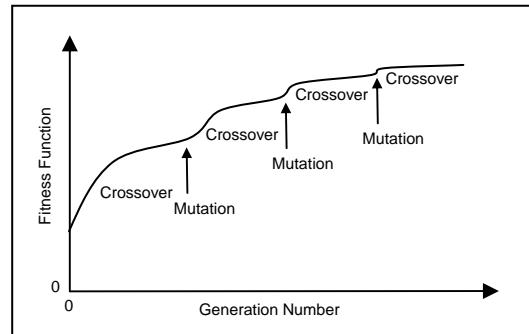 Crossover
Crossover
Crossover
Crossover
Mutation
Mutation
Mutation
Fitness Function
0
0
Generation Number